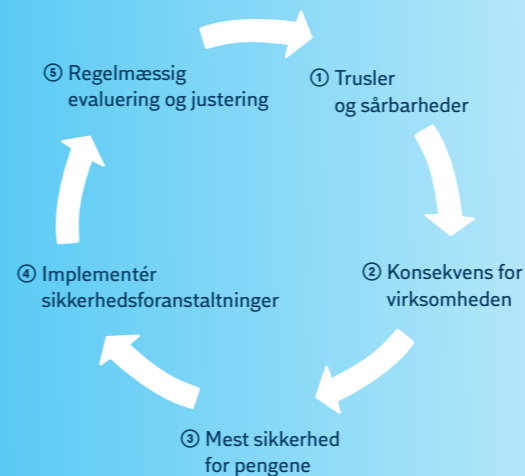 ① Trusler
og sårbarheder
② Konsekvens for
virksomheden
③ Mest sikkerhed
for pengene
④ Implementér
sikkerhedsforanstaltninger
⑤ Regelmæssig
evaluering og justering